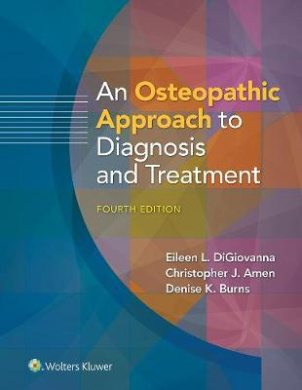 An Osteopathic
Approach to
Diagnosis
and Treatment
FOURTH EDITION
Eileen L. DiGiovanna
Christopher J. Amen
Denise K. Burns
Wolters Kluwer